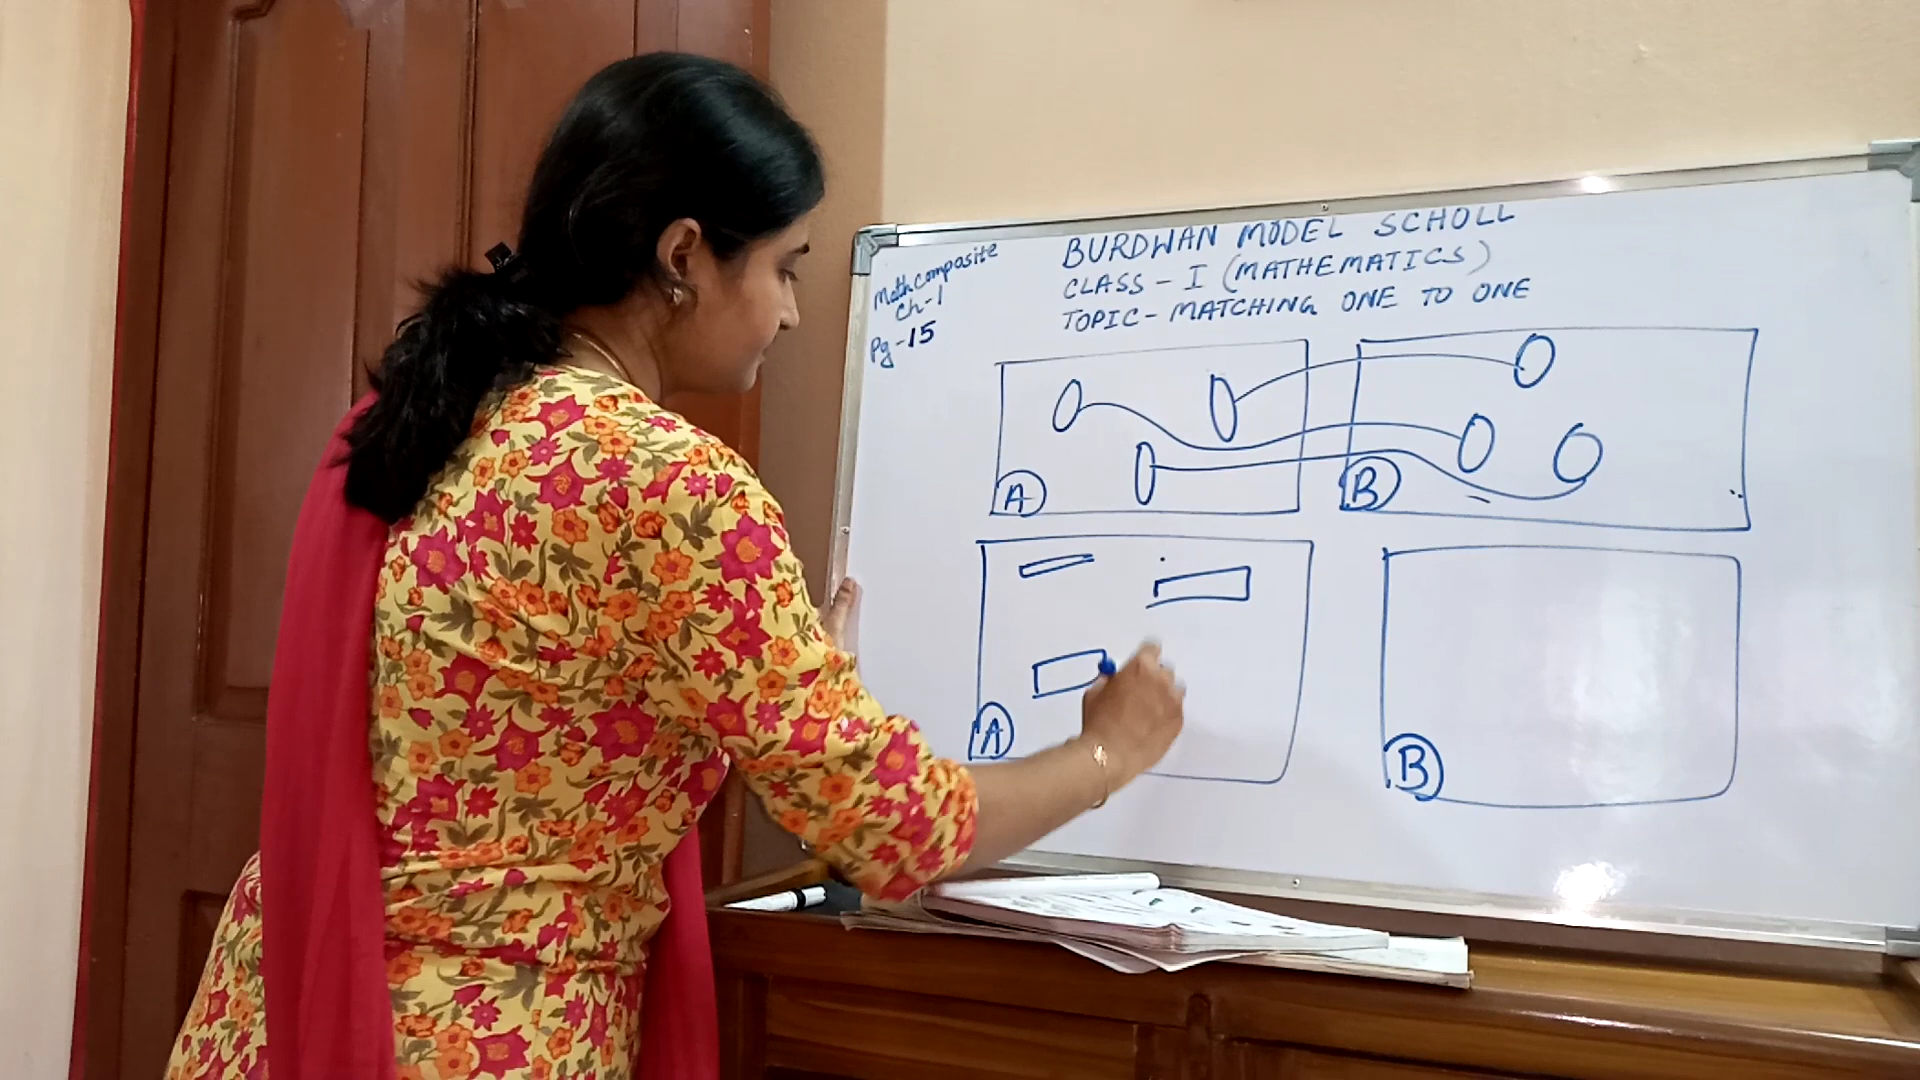 Math composite
Ch-1
Pg-15
BURDWAN MODEL SCHOLL
CLASS - I (MATHEMATICS)
TOPIC - MATCHING ONE TO ONE
A
B
A
B